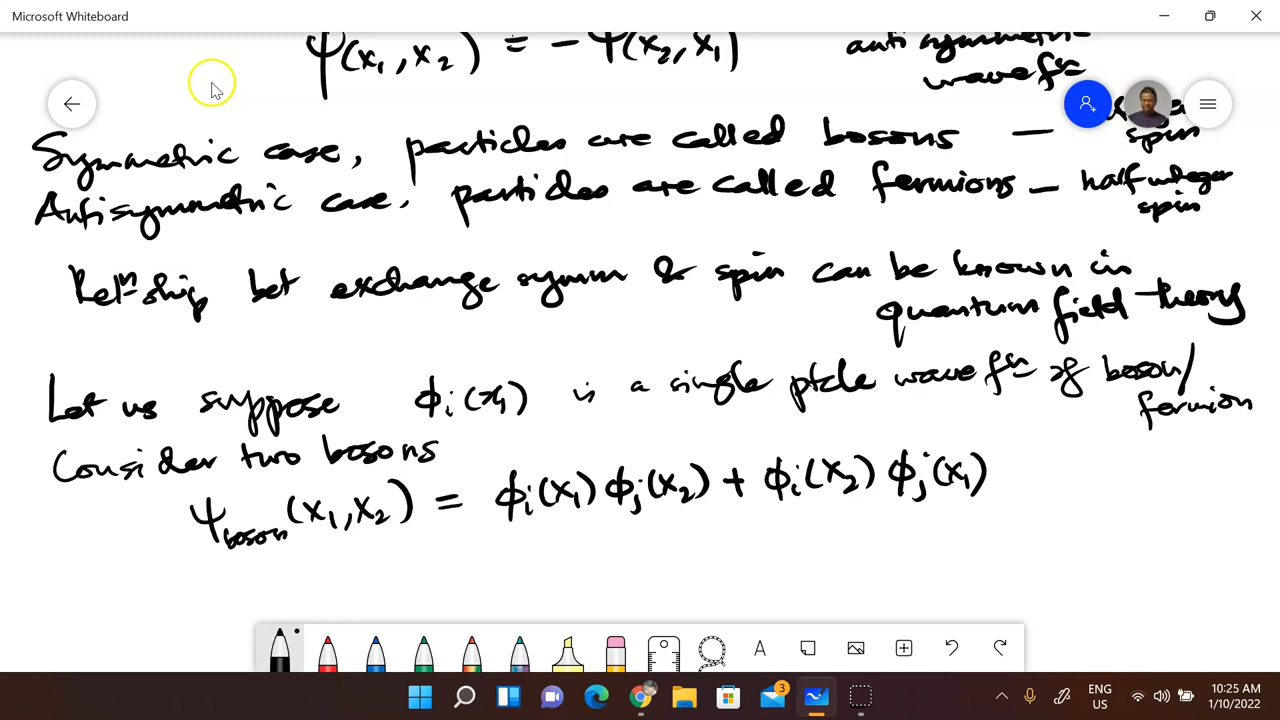 Microsoft Whiteboard
ψ(x₁, x₂) = - ψ(x₂, x₁) antisymmetric
wave fⁿ
Symmetric case, particles are called bosons —
spin
Antisymmetric case, particles are called fermions — half integer
spin
Relⁿship bet exchange symm & spin can be known in
quantum field theory
Let us suppose ϕᵢ(x₁) is a single ptcle wave fⁿ of boson/
fermion
Consider two bosons
ψboson(x₁, x₂) = ϕᵢ(x₁) ϕⱼ(x₂) + ϕᵢ(x₂) ϕⱼ(x₁)
A
3
ENG
US
10:25 AM
1/10/2022